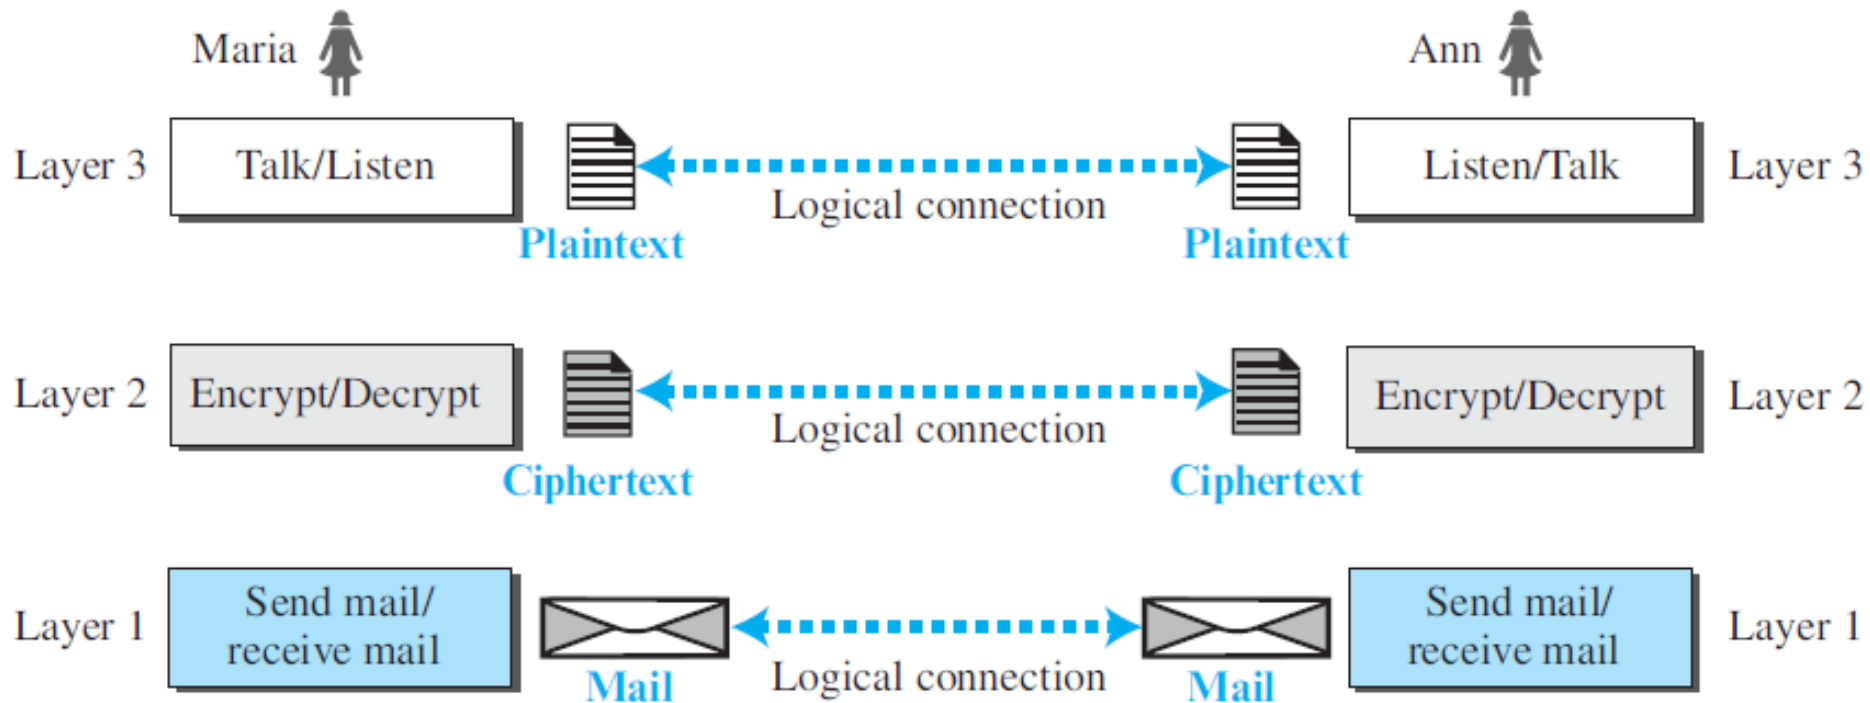 Maria
Ann
Layer 3
Talk/Listen
Logical connection
Listen/Talk
Layer 3
Plaintext
Plaintext
Layer 2
Encrypt/Decrypt
Logical connection
Encrypt/Decrypt
Layer 2
Ciphertext
Ciphertext
Layer 1
Send mail/
receive mail
Logical connection
Send mail/
receive mail
Layer 1
Mail
Mail